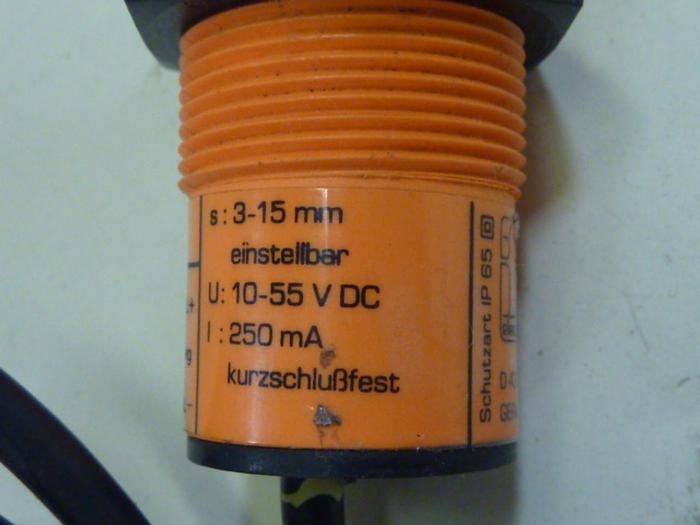 s: 3-15 mm
einstellbar
U: 10-55 V DC
I : 250 mA
kurzschlußfest
Schutzart IP 65